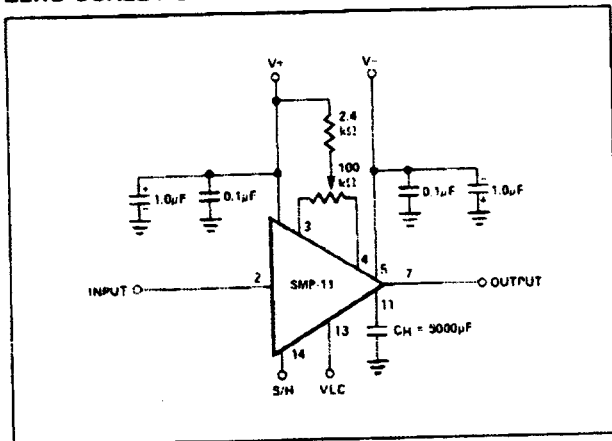 V+
V-
2.4
kΩ
100
kΩ
1.0µF
0.1µF
0.1µF
1.0µF
3
4
5
INPUT
2
SMP-11
7
OUTPUT
11
13
CH = 5000µF
14
S/H
VLC